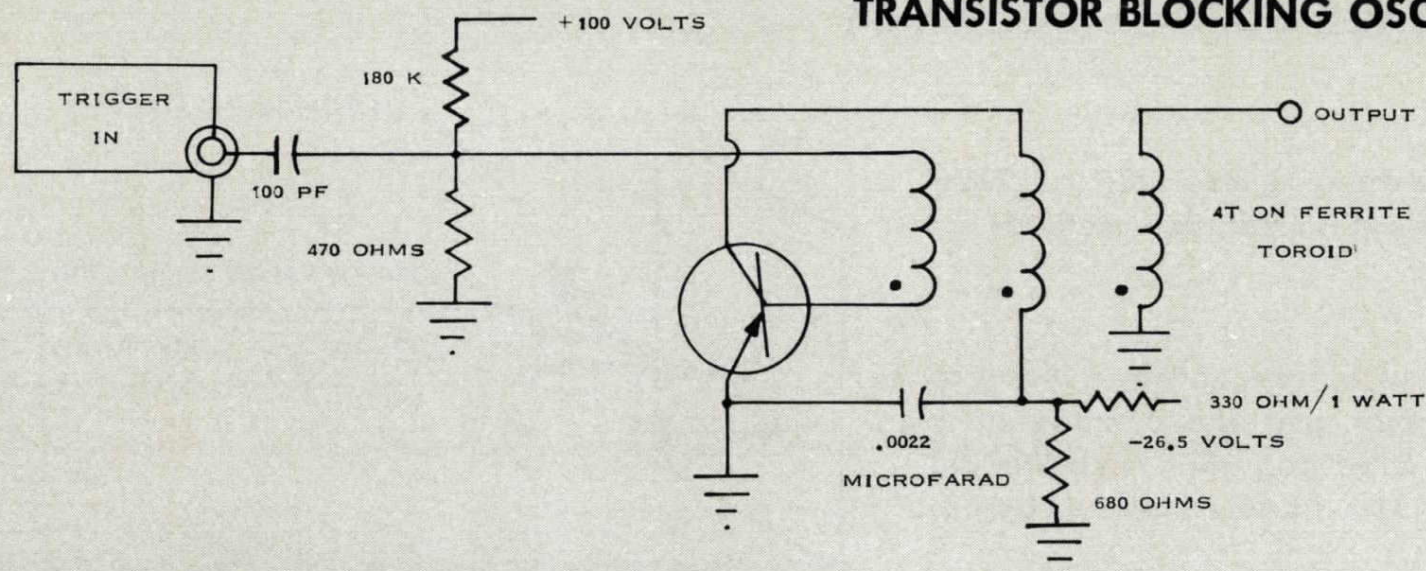 TRANSISTOR BLOCKING
+100 VOLTS
180 K
TRIGGER
IN
100 PF
470 OHMS
OUTPUT
4T ON FERRITE
TOROID
330 OHM/1 WATT
-26.5 VOLTS
.0022
MICROFARAD
680 OHMS